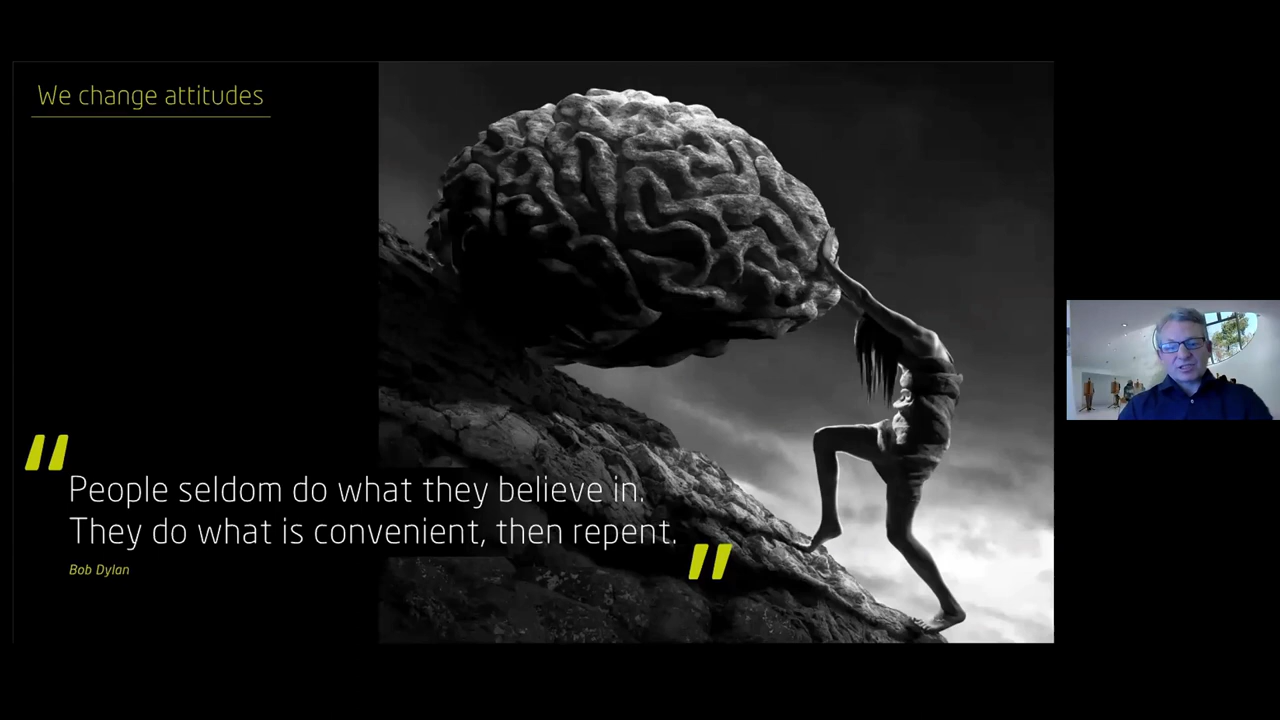 We change attitudes
"People seldom do what they believe in.
They do what is convenient, then repent."
Bob Dylan